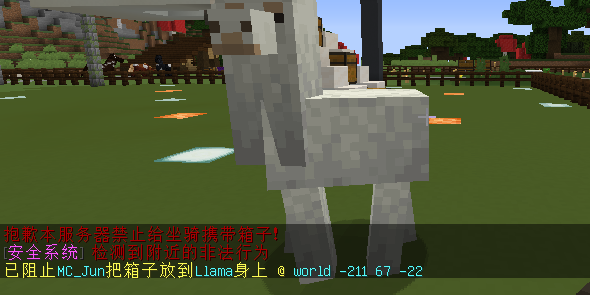 抱歉本服务器禁止给坐骑携带箱子!
[安全系统] 检测到附近的非法行为
已阻止MC_Jun把箱子放到Llama身上 @ world -211 67 -22